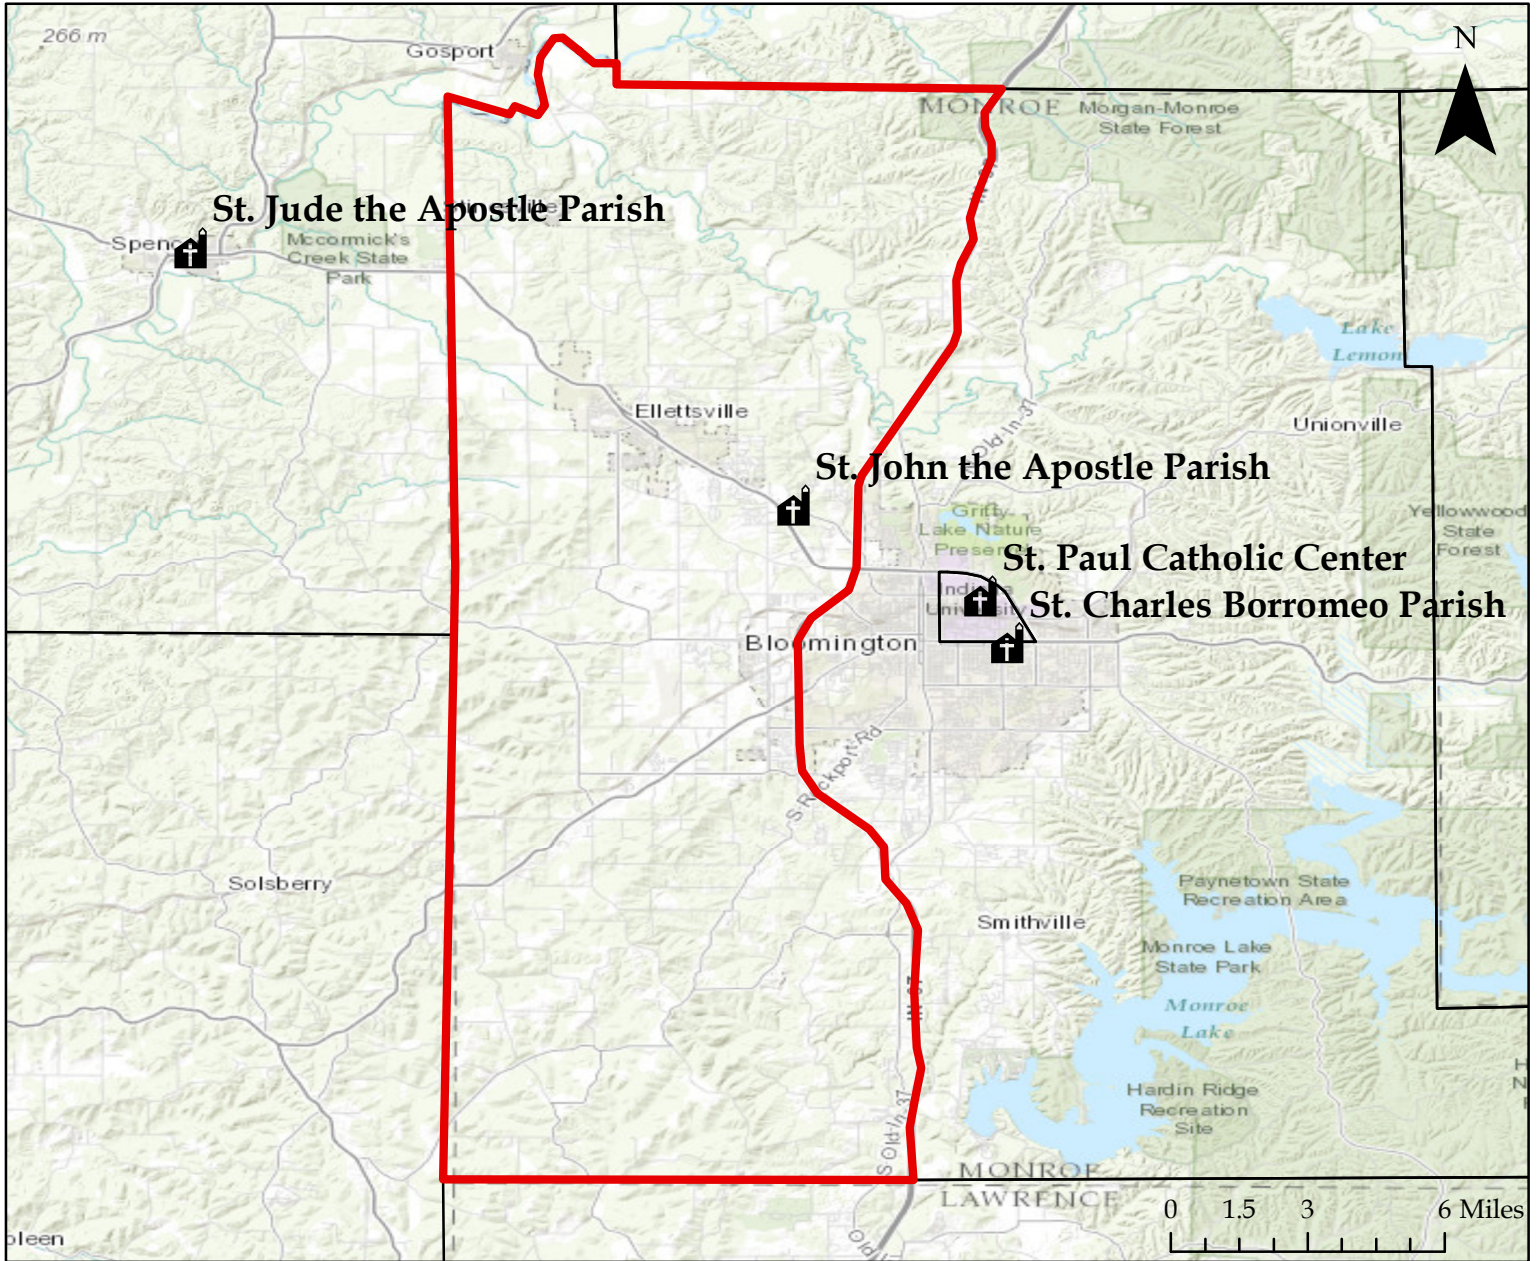 266 m
Gosport
N
MONROE
Morgan-Monroe
State Forest
St. Jude the Apostle Parish
Mccormick's
Creek State
Park
Lake
Lemon
Ellettsville
Unionville
Old-In-37
St. John the Apostle Parish
Griffy
Lake Nature
Yellowwood
State
Forest
St. Paul Catholic Center
St. Charles Borromeo Parish
Bloomington
S Rockport Rd
Solsberry
Paynetown State
Recreation Area
Smithville
Monroe Lake
State Park
IN 37
Monroe
Lake
Hardin Ridge
Recreation
Site
S Old-In-37
MONROE
LAWRENCE
0 1.5 3 6 Miles